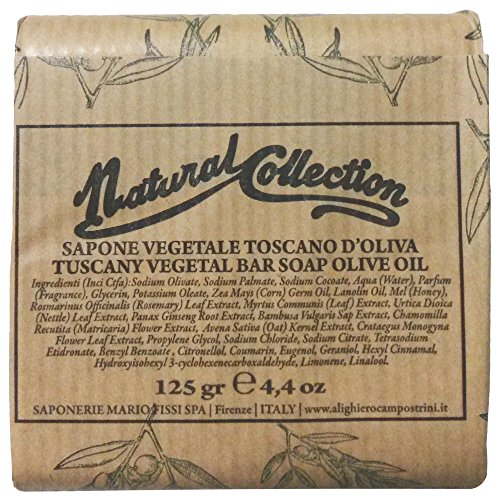 Natural Collection
SAPONE VEGETALE TOSCANO D'OLIVA
TUSCANY VEGETAL BAR SOAP OLIVE OIL
Ingredienti (Inci Ctfa):Sodium Olivate, Sodium Palmate, Sodium Cocoate, Aqua (Water), Parfum
(Fragrance), Glycerin, Potassium Oleate, Zea Mays (Corn) Germ Oil, Lanolin Oil, Mel (Honey),
Rosmarinus Officinalis (Rosemary) Leaf Extract, Myrtus Communis (Leaf) Extract, Urtica Dioica
(Nettle) Leaf Extract, Panax Ginseng Root Extract, Bambusa Vulgaris Sap Extract, Chamomilla
Recutita (Matricaria) Flower Extract, Avena Sativa (Oat) Kernel Extract, Crataegus Monogyna
Flower Leaf Extract, Propylene Glycol, Sodium Chloride, Sodium Citrate, Tetrasodium
Etidronate, Benzyl Benzoate , Citronellol, Coumarin, Eugenol, Geraniol, Hexyl Cinnamal,
Hydroxyisohexyl 3-cyclohexenecarboxaldehyde, Limonene, Linalool.
125 gr ℮ 4,4 oz
SAPONERIE MARIO FISSI SPA | Firenze | ITALY | www.alighierocampostrini.it